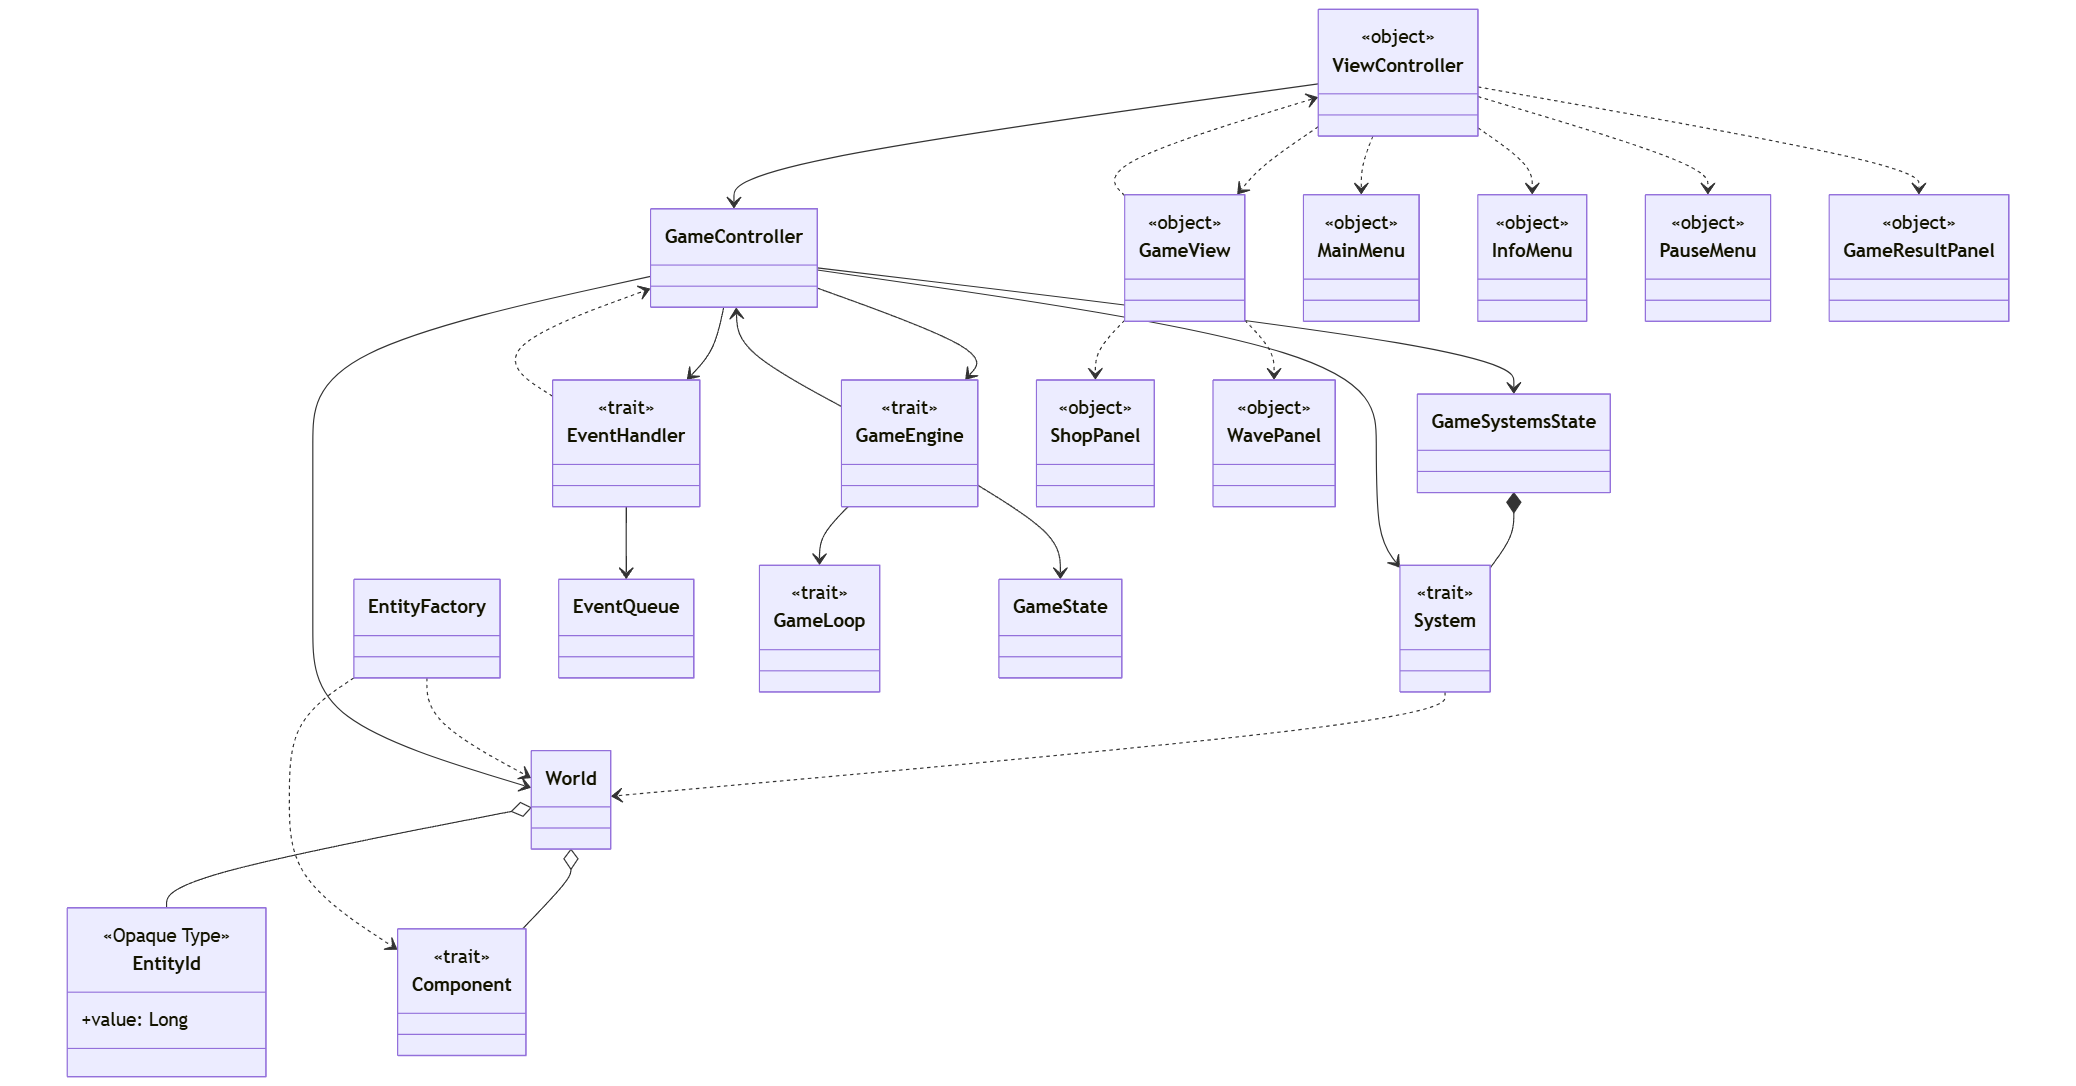 «object»
ViewController
GameController
«object»
GameView
«object»
MainMenu
«object»
InfoMenu
«object»
PauseMenu
«object»
GameResultPanel
«trait»
EventHandler
«trait»
GameEngine
«object»
ShopPanel
«object»
WavePanel
GameSystemsState
EntityFactory
EventQueue
«trait»
GameLoop
GameState
«trait»
System
World
«Opaque Type»
EntityId
+value: Long
«trait»
Component